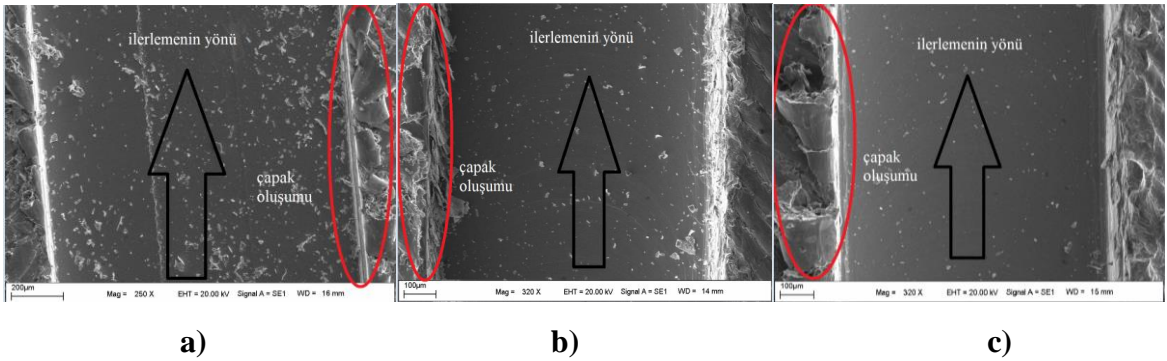 ilerlemenin yönü
çapak
oluşumu
200µm
Mag = 250 X EHT = 20.00 kV Signal A = SE1 WD = 16 mm
a)
ilerlemenin yönü
çapak
oluşumu
100µm
Mag = 320 X EHT = 20.00 kV Signal A = SE1 WD = 14 mm
b)
ilerlemenin yönü
çapak
oluşumu
100µm
Mag = 320 X EHT = 20.00 kV Signal A = SE1 WD = 15 mm
c)